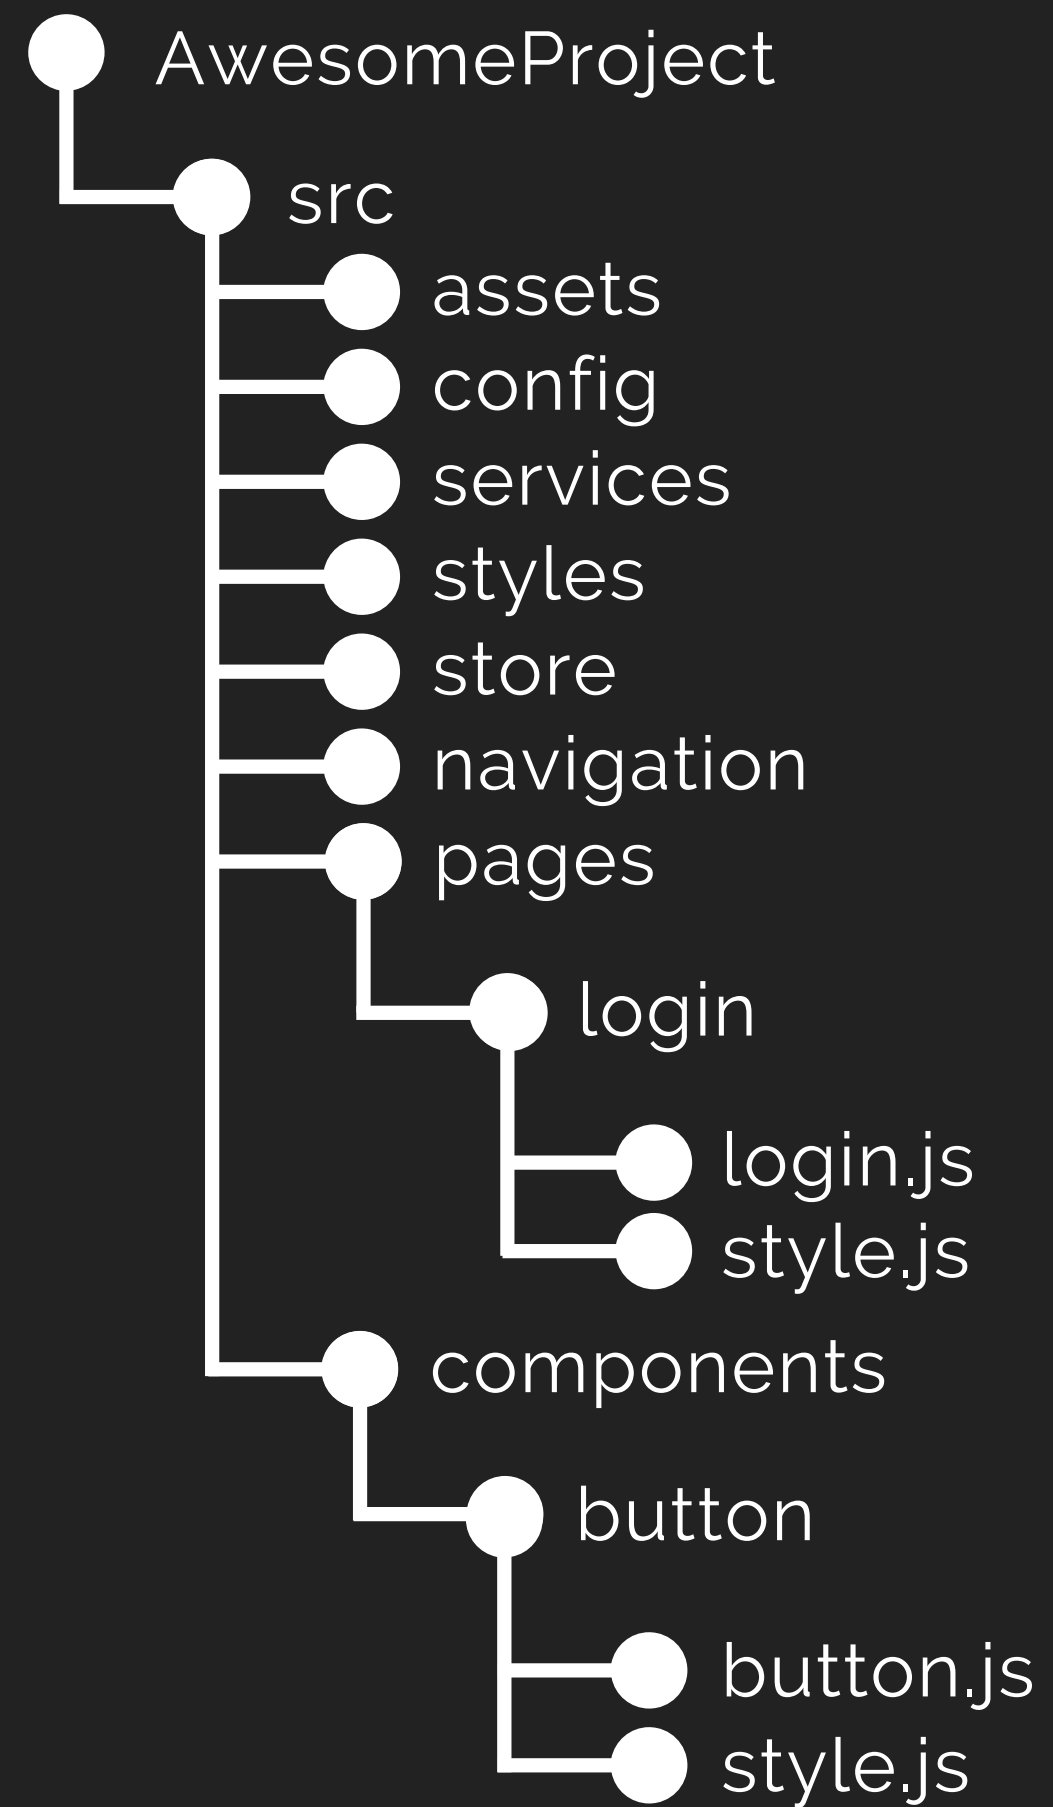 AwesomeProject
src
assets
config
services
styles
store
navigation
pages
login
login.js
style.js
components
button
button.js
style.js